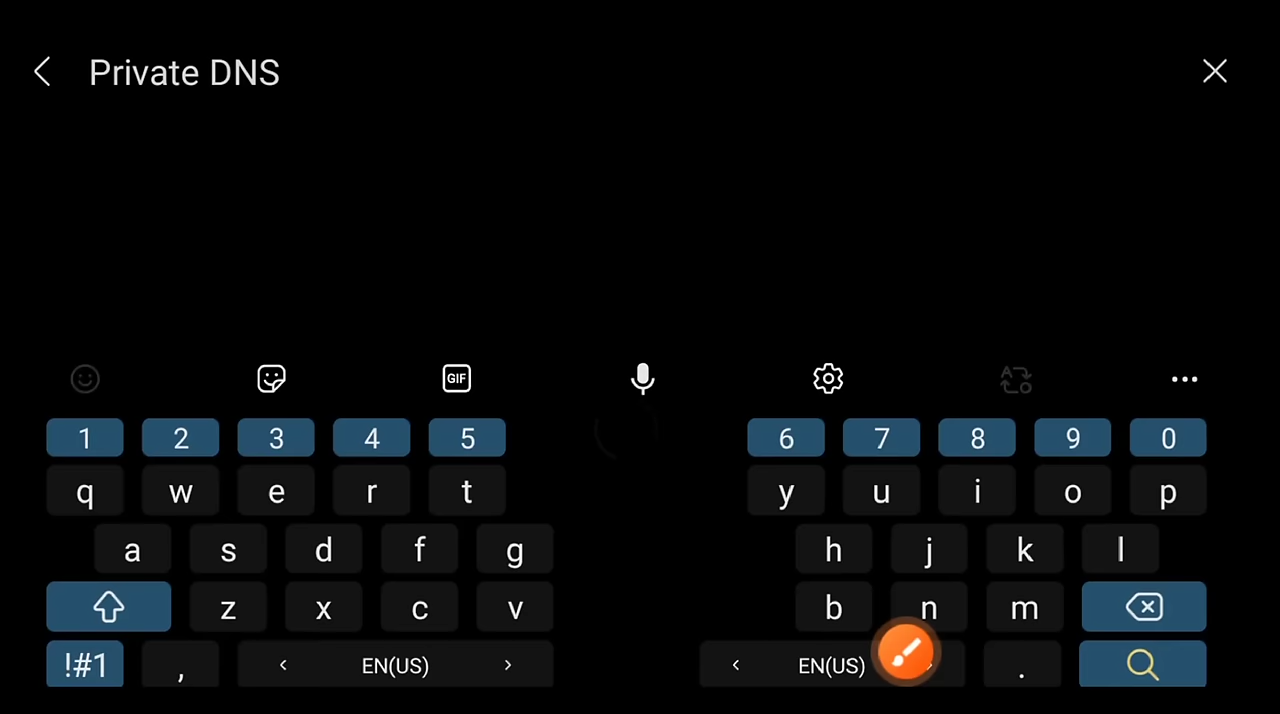 Private DNS
GIF
1 2 3 4 5 6 7 8 9 0
q w e r t y u i o p
a s d f g h j k l
z x c v b n m
!#1 , < EN(US) > < EN(US) > .